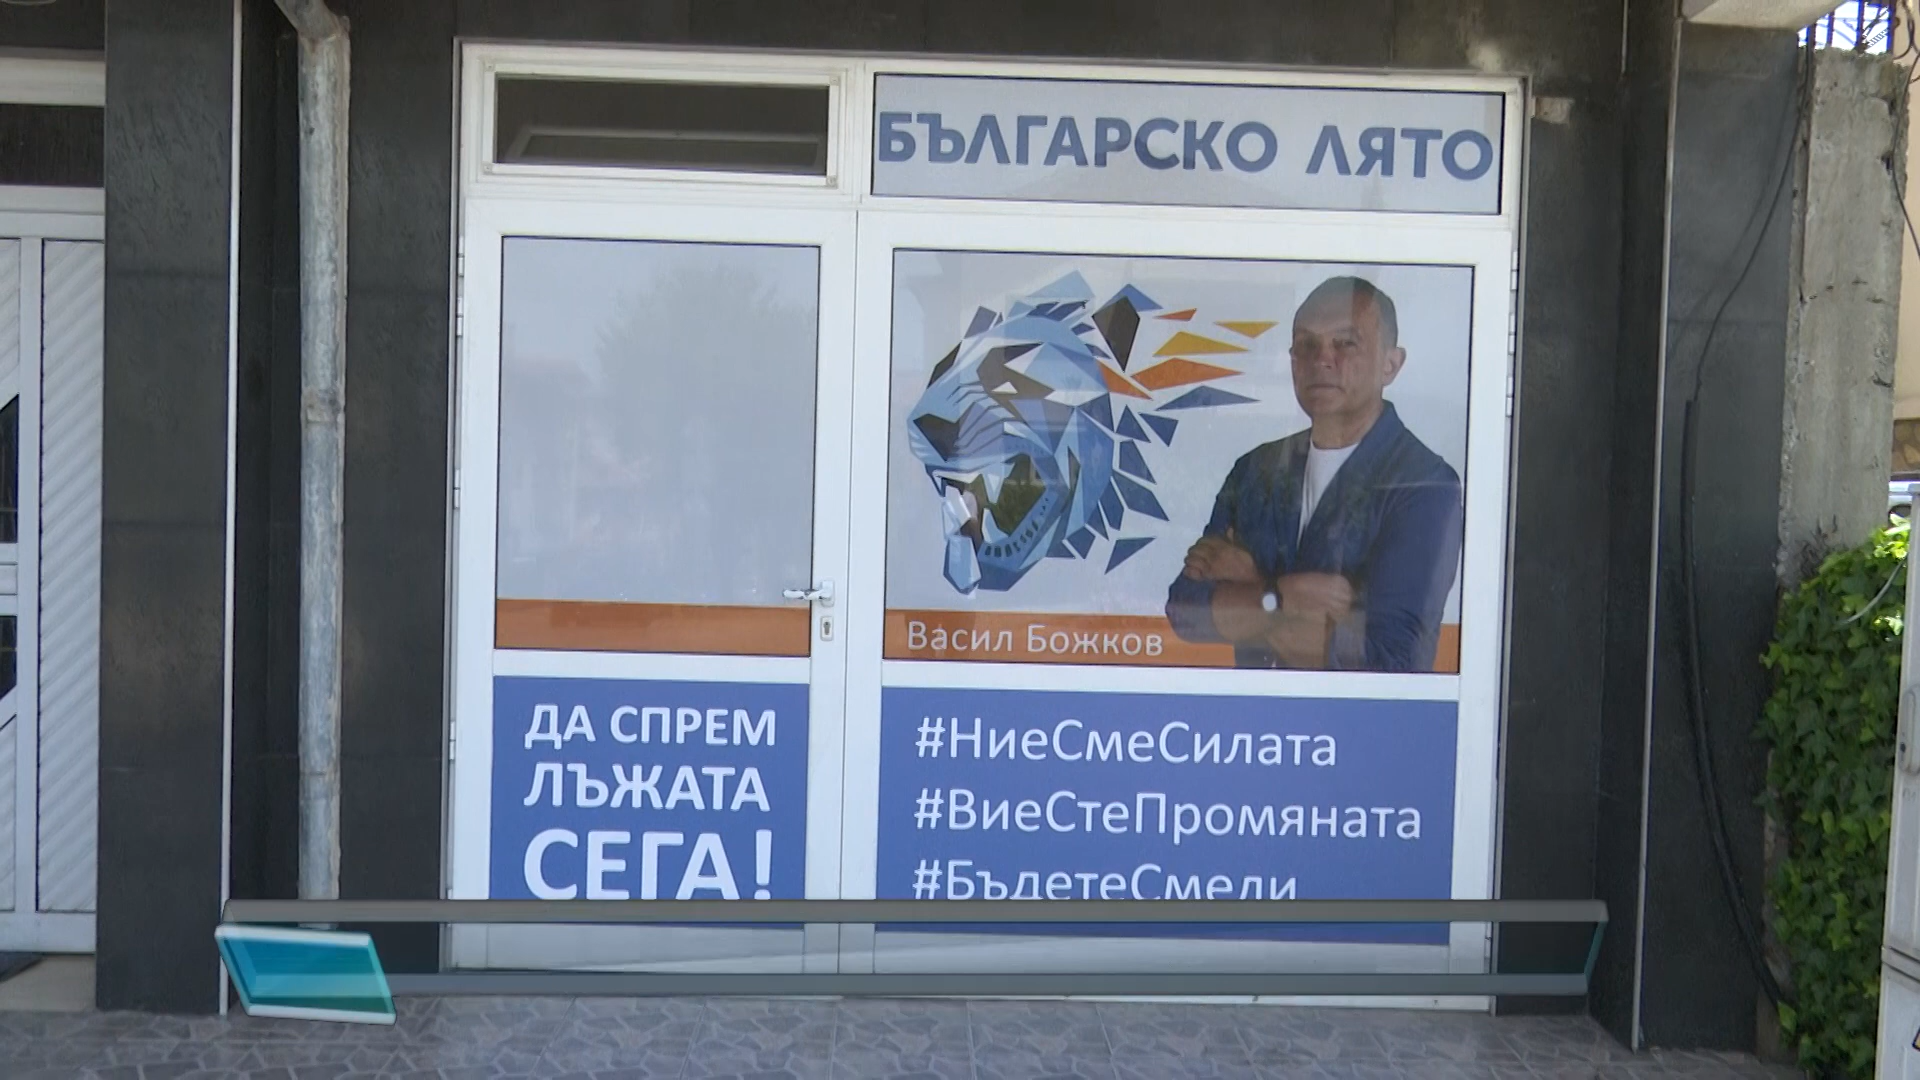 БЪЛГАРСКО ЛЯТО
Васил Божков
ДА СПРЕМ
ЛЪЖАТА
СЕГА!
#НиеСмеСилата
#ВиеСтеПромяната
#БъдетеСмели